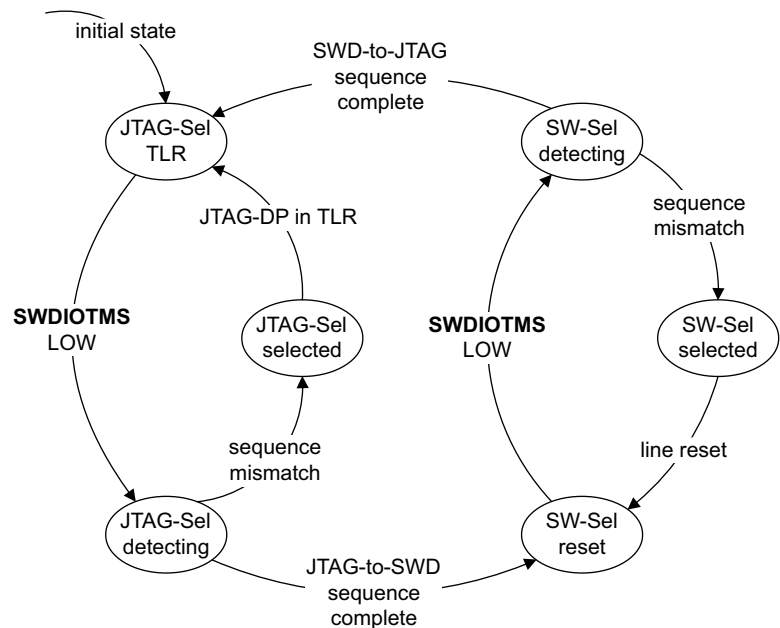 initial state
SWD-to-JTAG
sequence
complete
JTAG-Sel
TLR
SW-Sel
detecting
JTAG-DP in TLR
sequence
mismatch
SWDIOTMS
LOW
JTAG-Sel
selected
SWDIOTMS
LOW
SW-Sel
selected
sequence
mismatch
line reset
JTAG-Sel
detecting
SW-Sel
reset
JTAG-to-SWD
sequence
complete